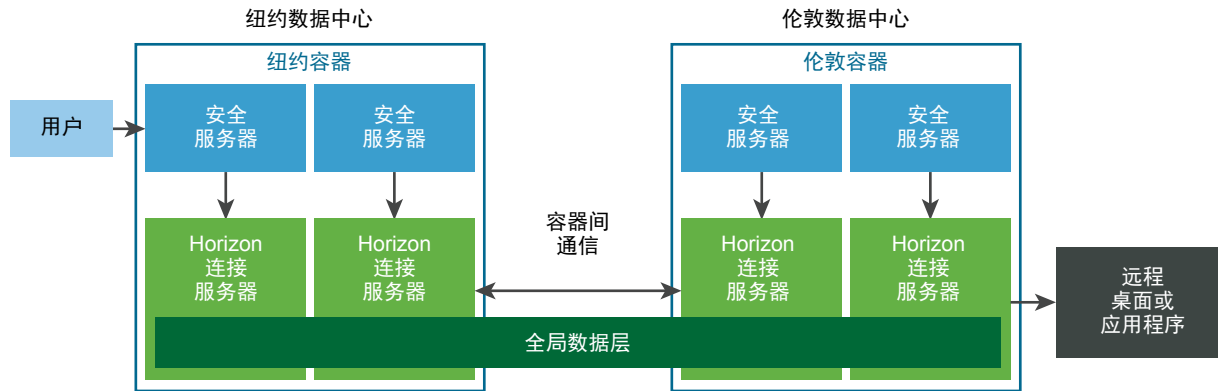 纽约数据中心
伦敦数据中心
纽约容器
伦敦容器
用户
安全
服务器
安全
服务器
安全
服务器
安全
服务器
容器间
通信
Horizon
连接
服务器
Horizon
连接
服务器
Horizon
连接
服务器
Horizon
连接
服务器
远程
桌面或
应用程序
全局数据层